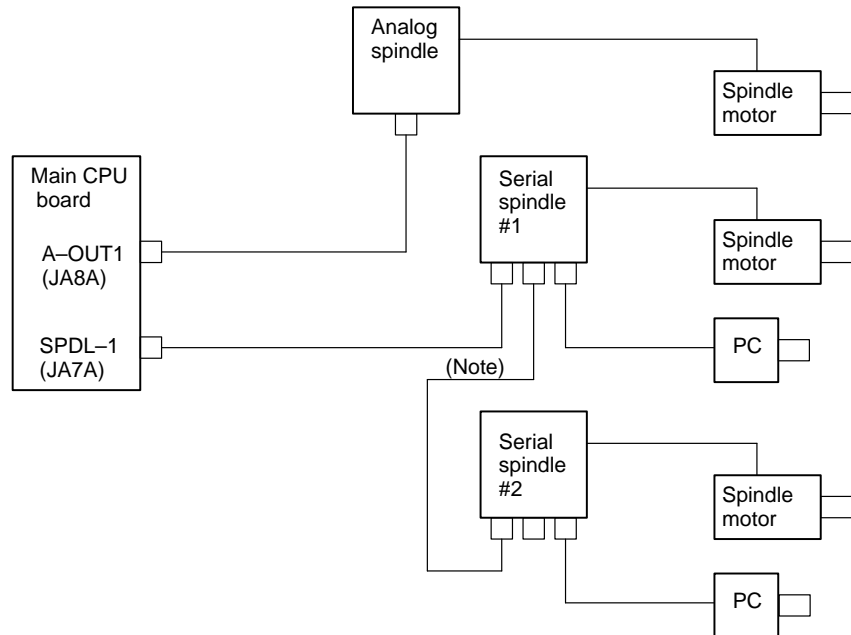 Analog
spindle
Spindle
motor
Main CPU
board
A–OUT1
(JA8A)
SPDL–1
(JA7A)
Serial
spindle
#1
Spindle
motor
PC
(Note)
Serial
spindle
#2
Spindle
motor
PC